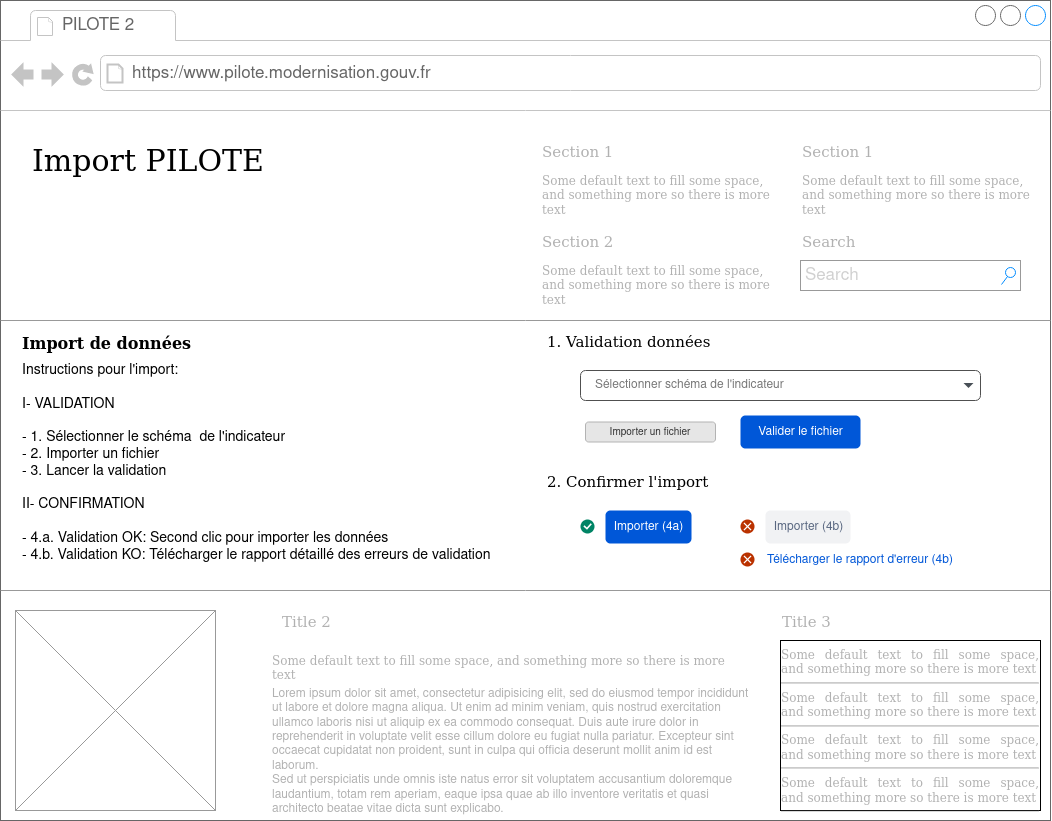 PILOTE 2
https://www.pilote.modernisation.gouv.fr
Import PILOTE
Section 1
Some default text to fill some space,
and something more so there is more
text
Section 2
Some default text to fill some space,
and something more so there is more
text
Section 1
Some default text to fill some space,
and something more so there is more
text
Search
Search
Import de données
Instructions pour l'import:
I- VALIDATION
- 1. Sélectionner le schéma  de l'indicateur
- 2. Importer un fichier
- 3. Lancer la validation
II- CONFIRMATION
- 4.a. Validation OK: Second clic pour importer les données
- 4.b. Validation KO: Télécharger le rapport détaillé des erreurs de validation
1. Validation données
Sélectionner schéma de l'indicateur
Importer un fichier
Valider le fichier
2. Confirmer l'import
Importer (4a)
Importer (4b)
Télécharger le rapport d'erreur (4b)
Title 2
Some default text to fill some space, and something more so there is more
text
Lorem ipsum dolor sit amet, consectetur adipisicing elit, sed do eiusmod tempor incididunt
ut labore et dolore magna aliqua. Ut enim ad minim veniam, quis nostrud exercitation
ullamco laboris nisi ut aliquip ex ea commodo consequat. Duis aute irure dolor in
reprehenderit in voluptate velit esse cillum dolore eu fugiat nulla pariatur. Excepteur sint
occaecat cupidatat non proident, sunt in culpa qui officia deserunt mollit anim id est
laborum.
Sed ut perspiciatis unde omnis iste natus error sit voluptatem accusantium doloremque
laudantium, totam rem aperiam, eaque ipsa quae ab illo inventore veritatis et quasi
architecto beatae vitae dicta sunt explicabo.
Title 3
Some default text to fill some space,
and something more so there is more text
Some default text to fill some space,
and something more so there is more text
Some default text to fill some space,
and something more so there is more text
Some default text to fill some space,
and something more so there is more text